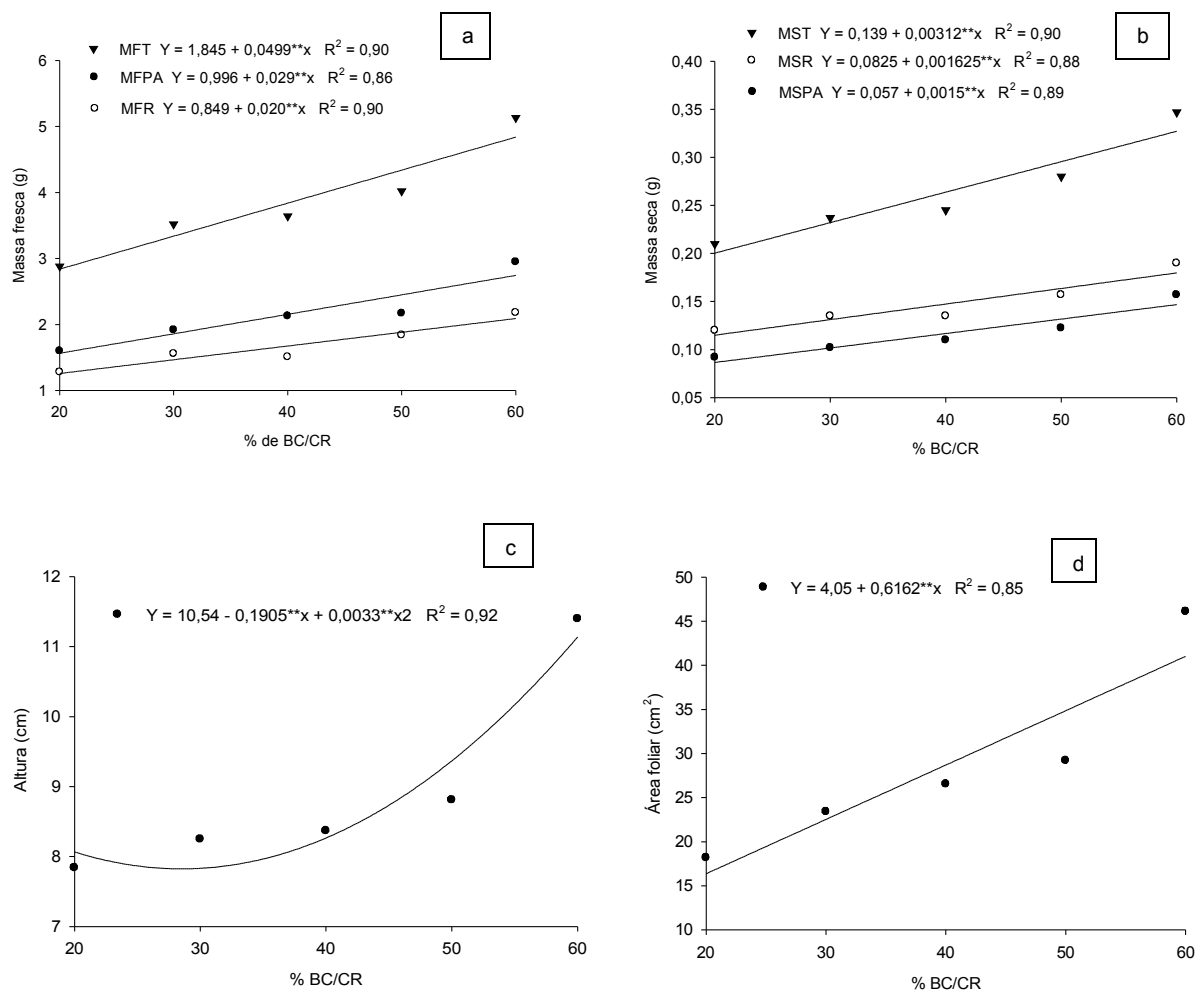 a
▼ MFT Y = 1,845 + 0,0499**x R² = 0,90
● MFPA Y = 0,996 + 0,029**x R² = 0,86
○ MFR Y = 0,849 + 0,020**x R² = 0,90
Massa fresca (g)
6
5
4
3
2
1
20 30 40 50 60
% de BC/CR
b
▼ MST Y = 0,139 + 0,00312**x R² = 0,90
○ MSR Y = 0,0825 + 0,001625**x R² = 0,88
● MSPA Y = 0,057 + 0,0015**x R² = 0,89
Massa seca (g)
0,40
0,35
0,30
0,25
0,20
0,15
0,10
0,05
20 30 40 50 60
% BC/CR
c
● Y = 10,54 - 0,1905**x + 0,0033**x2 R² = 0,92
Altura (cm)
12
11
10
9
8
7
20 30 40 50 60
% BC/CR
d
● Y = 4,05 + 0,6162**x R² = 0,85
Área foliar (cm²)
50
45
40
35
30
25
20
15
10
20 30 40 50 60
% BC/CR